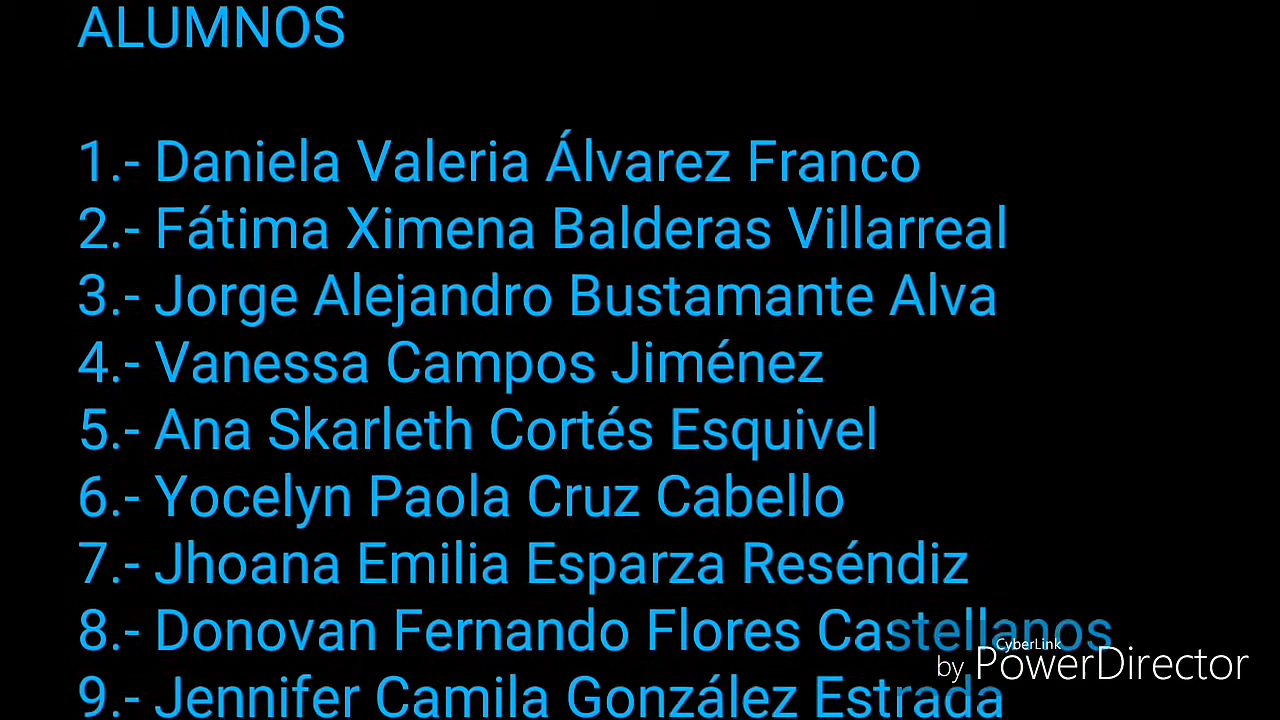 ALUMNOS
1.- Daniela Valeria Álvarez Franco
2.- Fátima Ximena Balderas Villarreal
3.- Jorge Alejandro Bustamante Alva
4.- Vanessa Campos Jiménez
5.- Ana Skarleth Cortés Esquivel
6.- Yocelyn Paola Cruz Cabello
7.- Jhoana Emilia Esparza Reséndiz
8.- Donovan Fernando Flores Castellanos
9.- Jennifer Camila González Estrada
CyberLink
by PowerDirector